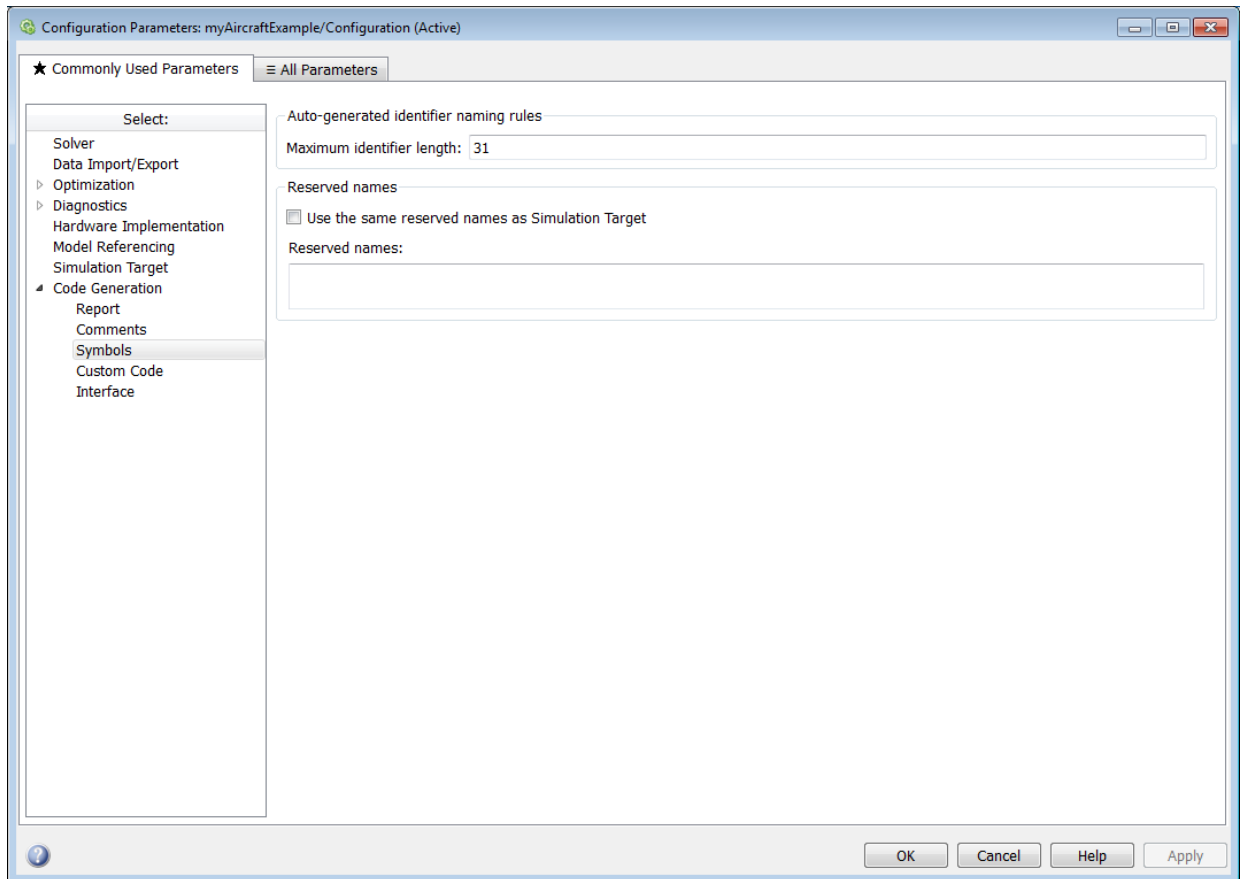 Configuration Parameters: myAircraftExample/Configuration (Active)
★ Commonly Used Parameters
≡ All Parameters
Select:
Solver
Data Import/Export
Optimization
Diagnostics
Hardware Implementation
Model Referencing
Simulation Target
Code Generation
Report
Comments
Symbols
Custom Code
Interface
Auto-generated identifier naming rules
Maximum identifier length: 31
Reserved names
Use the same reserved names as Simulation Target
Reserved names:
?
OK Cancel Help Apply